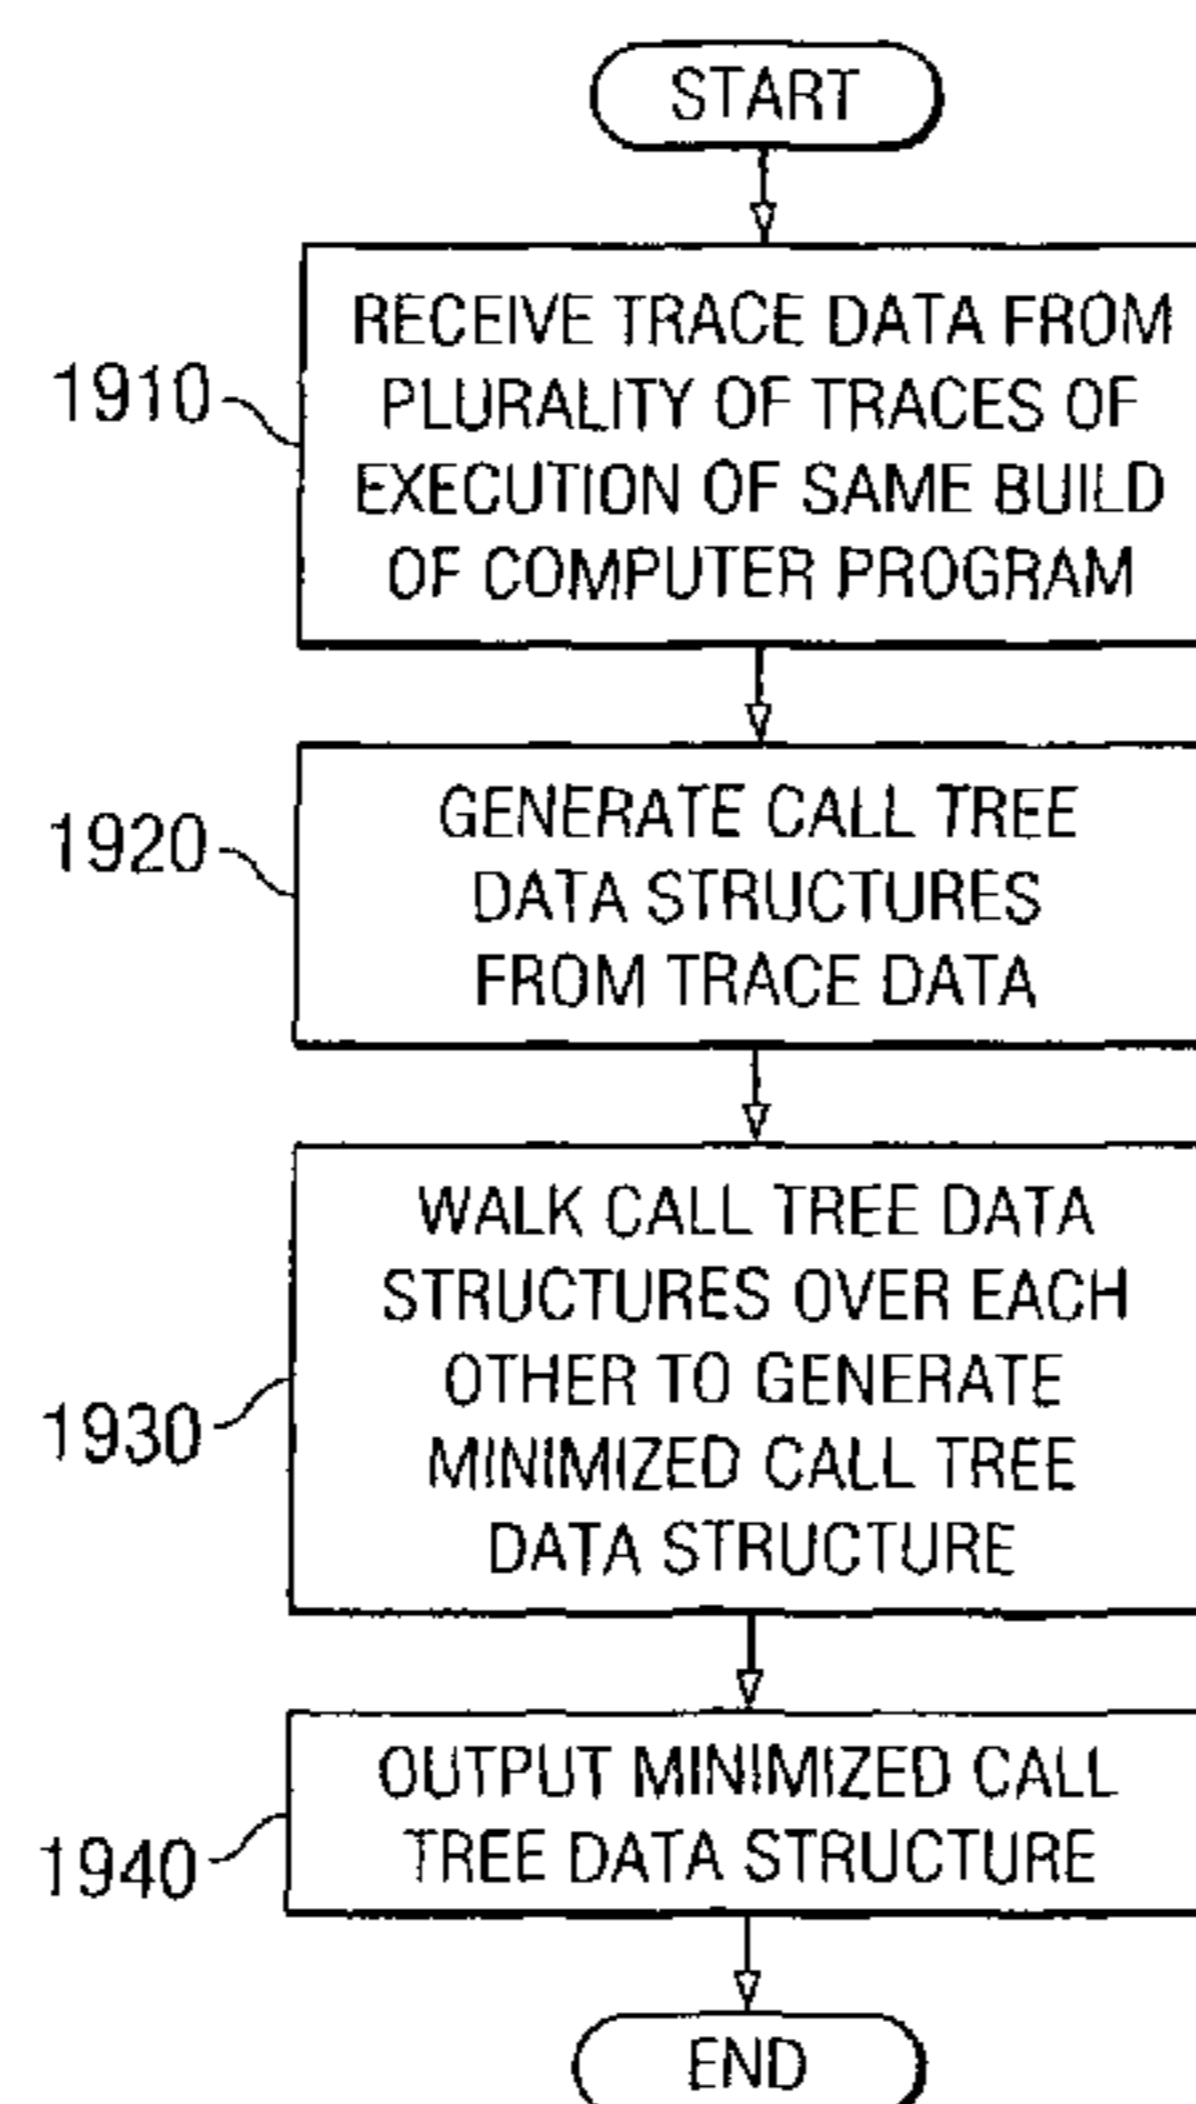 START
1910
RECEIVE TRACE DATA FROM
PLURALITY OF TRACES OF
EXECUTION OF SAME BUILD
OF COMPUTER PROGRAM
1920
GENERATE CALL TREE
DATA STRUCTURES
FROM TRACE DATA
1930
WALK CALL TREE DATA
STRUCTURES OVER EACH
OTHER TO GENERATE
MINIMIZED CALL TREE
DATA STRUCTURE
1940
OUTPUT MINIMIZED CALL
TREE DATA STRUCTURE
END